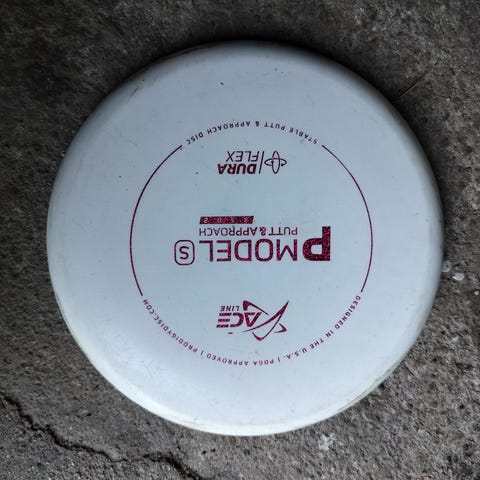 DESIGNED IN THE U.S.A. | PDGA APPROVED | PRODIGYDISC.COM
ACE
LINE
P MODEL S
PUTT & APPROACH
DURA
FLEX
STABLE PUTT & APPROACH DISC